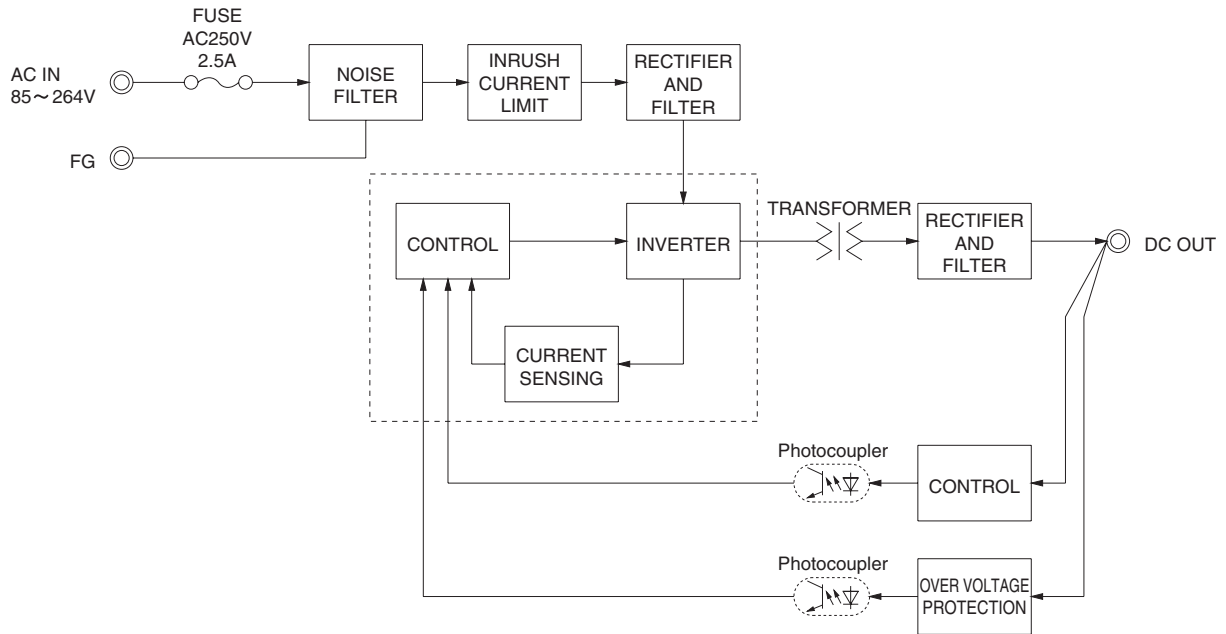 FUSE
AC250V
2.5A
AC IN
85～264V
FG
NOISE
FILTER
INRUSH
CURRENT
LIMIT
RECTIFIER
AND
FILTER
CONTROL
INVERTER
TRANSFORMER
RECTIFIER
AND
FILTER
DC OUT
CURRENT
SENSING
Photocoupler
CONTROL
Photocoupler
OVER VOLTAGE
PROTECTION